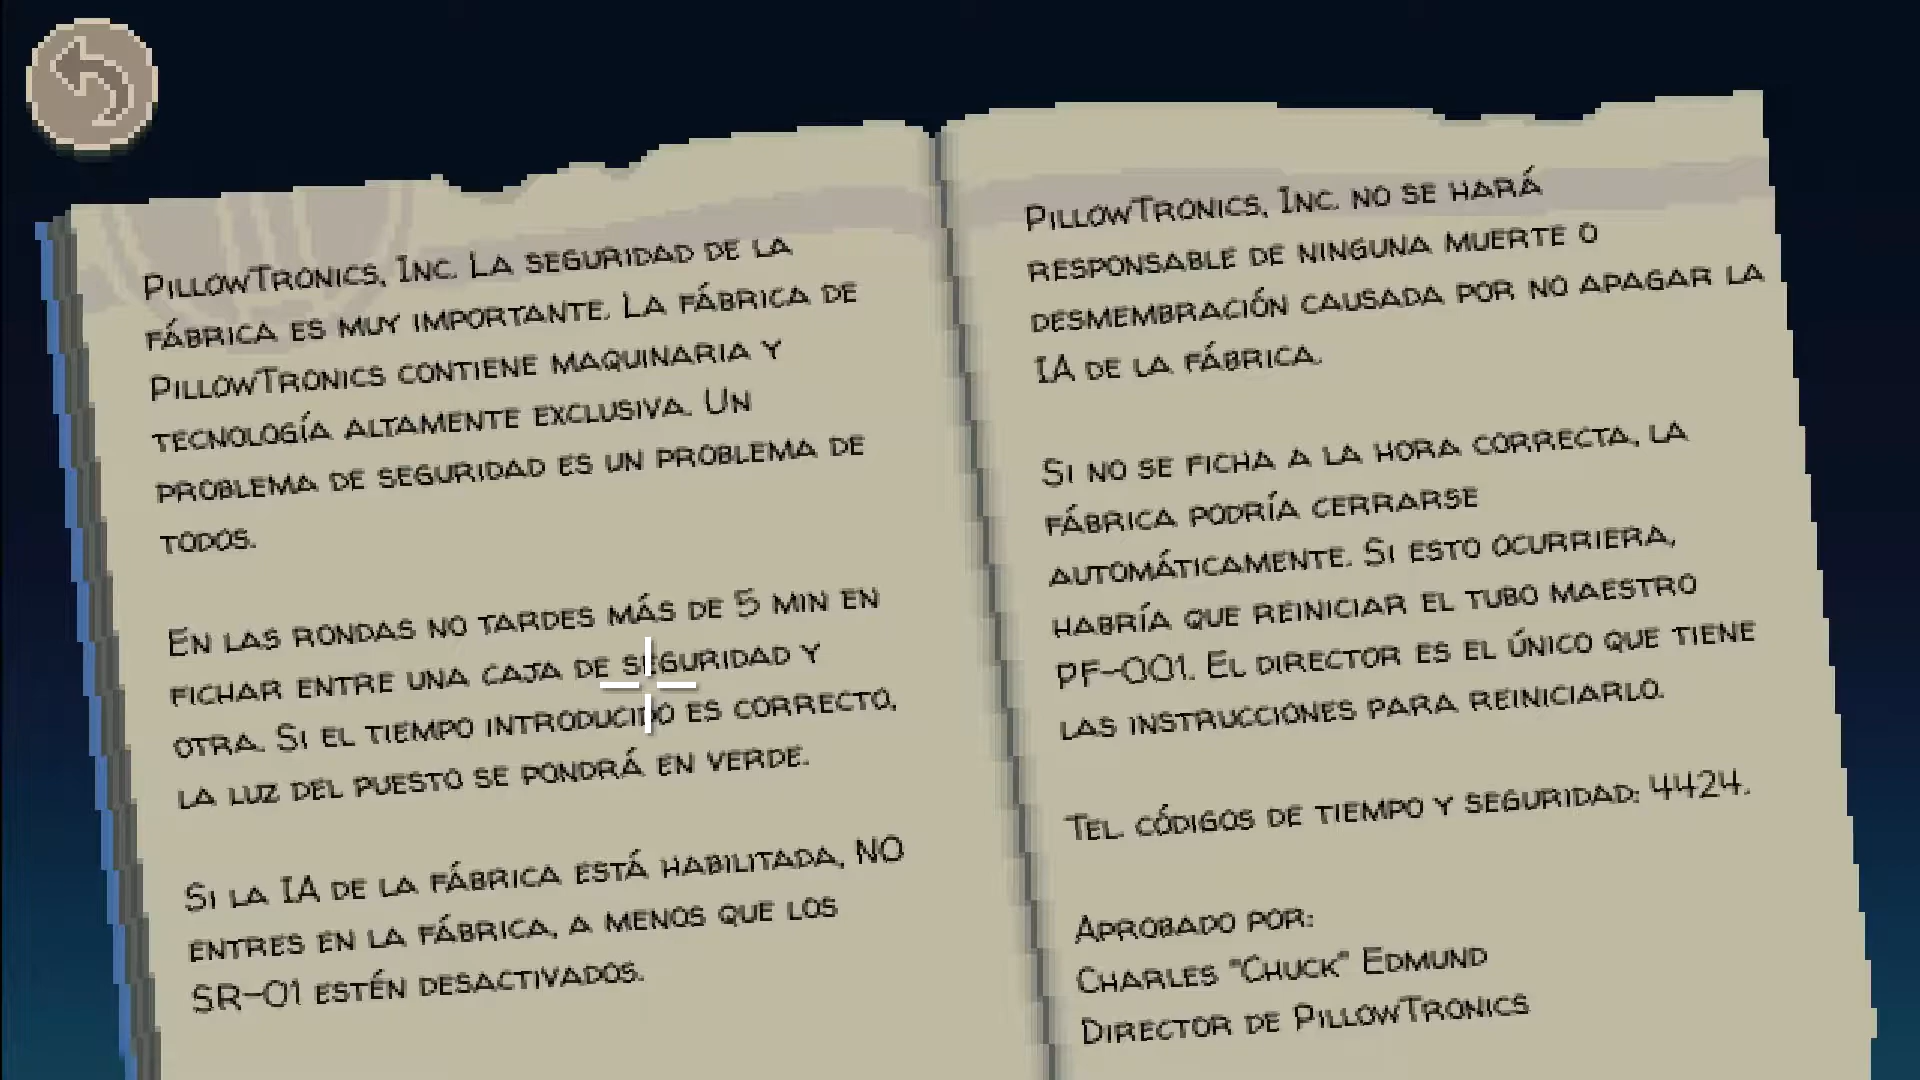 PillowTronics, Inc. La seguridad de la
fábrica es muy importante. La fábrica de
PillowTronics contiene maquinaria y
tecnología altamente exclusiva. Un
problema de seguridad es un problema de
todos.
En las rondas no tardes más de 5 min en
fichar entre una caja de seguridad y
otra. Si el tiempo introducido es correcto,
la luz del puesto se pondrá en verde.
Si la IA de la fábrica está habilitada, NO
entres en la fábrica, a menos que los
SR-01 estén desactivados.
PillowTronics, Inc. no se hará
responsable de ninguna muerte o
desmembración causada por no apagar la
IA de la fábrica.
Si no se ficha a la hora correcta, la
fábrica podría cerrarse
automáticamente. Si esto ocurriera,
habría que reiniciar el tubo maestro
PF-001. El director es el único que tiene
las instrucciones para reiniciarlo.
Tel. códigos de tiempo y seguridad: 4424.
Aprobado por:
Charles "Chuck" Edmund
Director de PillowTronics